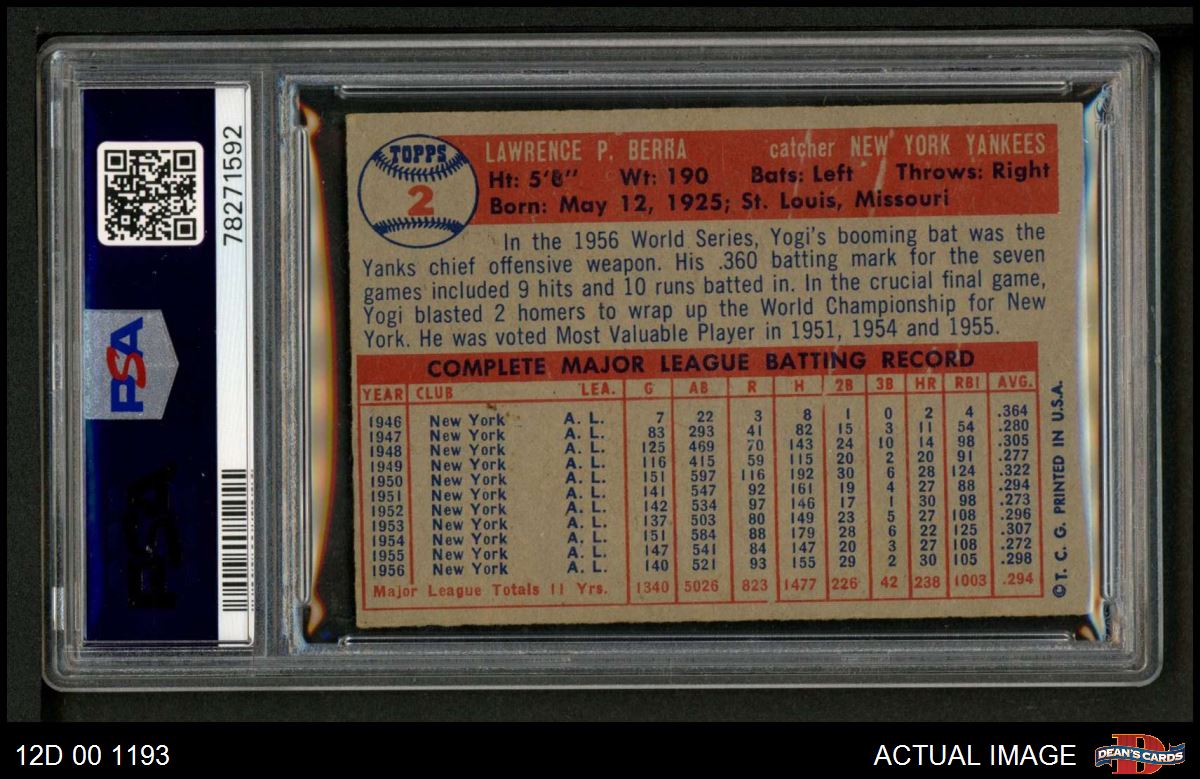 78271592
PSA
PSA
TOPPS
2
LAWRENCE P. BERRA catcher NEW YORK YANKEES
Ht: 5'8" Wt: 190 Bats: Left Throws: Right
Born: May 12, 1925; St. Louis, Missouri
In the 1956 World Series, Yogi's booming bat was the
Yanks chief offensive weapon. His .360 batting mark for the seven
games included 9 hits and 10 runs batted in. In the crucial final game,
Yogi blasted 2 homers to wrap up the World Championship for New
York. He was voted Most Valuable Player in 1951, 1954 and 1955.
COMPLETE MAJOR LEAGUE BATTING RECORD
YEAR CLUB LEA. G AB R H 2B 3B HR RBI AVG.
1946 New York A. L. 7 22 3 8 1 0 2 4 .364
1947 New York A. L. 83 293 41 82 15 3 11 54 .280
1948 New York A. L. 125 469 70 143 24 10 14 98 .305
1949 New York A. L. 116 415 59 115 20 2 20 91 .277
1950 New York A. L. 151 597 116 192 30 6 28 124 .322
1951 New York A. L. 141 547 92 161 19 4 27 88 .294
1952 New York A. L. 142 534 97 146 17 1 30 98 .273
1953 New York A. L. 137 503 80 149 23 5 27 108 .296
1954 New York A. L. 151 584 88 179 28 6 22 125 .307
1955 New York A. L. 147 541 84 147 20 3 27 108 .272
1956 New York A. L. 140 521 93 155 29 2 30 105 .298
Major League Totals 11 Yrs. 1340 5026 823 1477 226 42 238 1003 .294
© T. C. G. PRINTED IN U.S.A.
12D 00 1193
ACTUAL IMAGE
D
DEAN'S CARDS